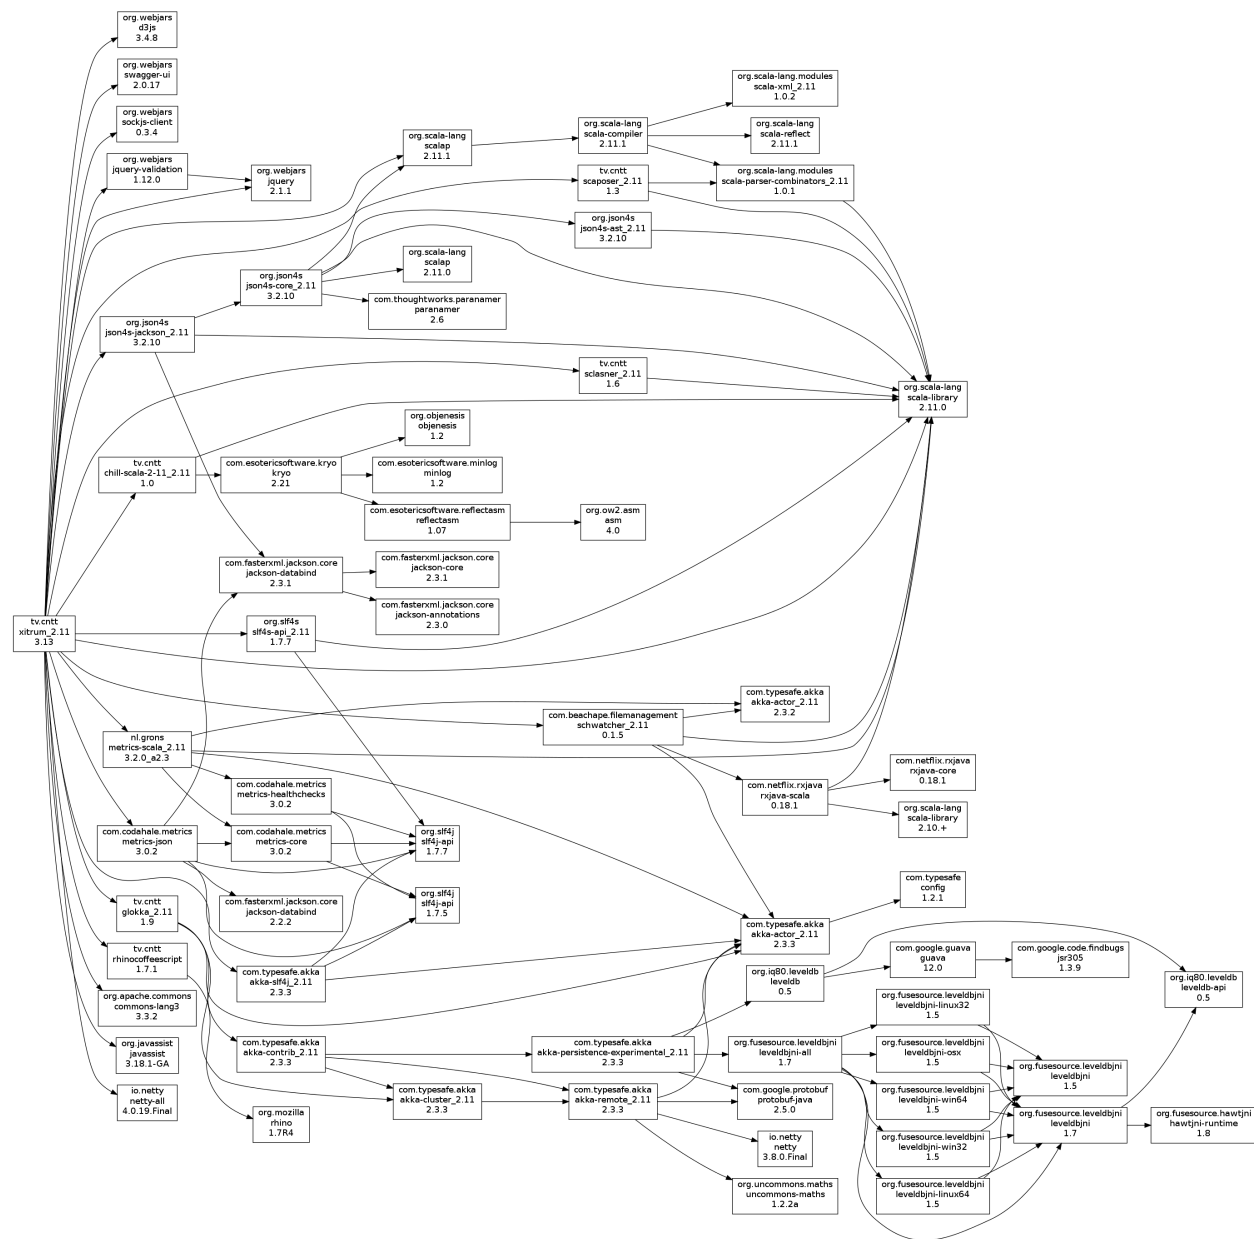 org.webjars
d3js
3.4.8
org.webjars
swagger-ui
2.0.17
org.webjars
sockjs-client
0.3.4
org.webjars
jquery-validation
1.12.0
org.webjars
jquery
2.1.1
org.scala-lang
scalap
2.11.1
org.scala-lang
scala-compiler
2.11.1
org.scala-lang.modules
scala-xml_2.11
1.0.2
org.scala-lang
scala-reflect
2.11.1
tv.cntt
scaposer_2.11
1.3
org.scala-lang.modules
scala-parser-combinators_2.11
1.0.1
org.json4s
json4s-ast_2.11
3.2.10
org.scala-lang
scalap
2.11.0
org.json4s
json4s-core_2.11
3.2.10
com.thoughtworks.paranamer
paranamer
2.6
org.json4s
json4s-jackson_2.11
3.2.10
tv.cntt
sclasner_2.11
1.6
org.scala-lang
scala-library
2.11.0
org.objenesis
objenesis
1.2
tv.cntt
chill-scala-2-11_2.11
1.0
com.esotericsoftware.kryo
kryo
2.21
com.esotericsoftware.minlog
minlog
1.2
com.esotericsoftware.reflectasm
reflectasm
1.07
org.ow2.asm
asm
4.0
com.fasterxml.jackson.core
jackson-databind
2.3.1
com.fasterxml.jackson.core
jackson-core
2.3.1
com.fasterxml.jackson.core
jackson-annotations
2.3.0
tv.cntt
xitrum_2.11
3.13
org.slf4s
slf4s-api_2.11
1.7.7
com.typesafe.akka
akka-actor_2.11
2.3.2
com.beachape.filemanagement
schwatcher_2.11
0.1.5
nl.grons
metrics-scala_2.11
3.2.0_a2.3
com.netflix.rxjava
rxjava-core
0.18.1
com.codahale.metrics
metrics-healthchecks
3.0.2
com.netflix.rxjava
rxjava-scala
0.18.1
org.scala-lang
scala-library
2.10.+
com.codahale.metrics
metrics-json
3.0.2
com.codahale.metrics
metrics-core
3.0.2
org.slf4j
slf4j-api
1.7.7
com.typesafe
config
1.2.1
tv.cntt
glokka_2.11
1.9
com.fasterxml.jackson.core
jackson-databind
2.2.2
org.slf4j
slf4j-api
1.7.5
com.typesafe.akka
akka-actor_2.11
2.3.3
tv.cntt
rhinocoffeescript
1.7.1
com.typesafe.akka
akka-slf4j_2.11
2.3.3
org.iq80.leveldb
leveldb
0.5
com.google.guava
guava
12.0
com.google.code.findbugs
jsr305
1.3.9
org.iq80.leveldb
leveldb-api
0.5
org.apache.commons
commons-lang3
3.3.2
org.fusesource.leveldbjni
leveldbjni-linux32
1.5
org.javassist
javassist
3.18.1-GA
com.typesafe.akka
akka-contrib_2.11
2.3.3
com.typesafe.akka
akka-persistence-experimental_2.11
2.3.3
org.fusesource.leveldbjni
leveldbjni-all
1.7
org.fusesource.leveldbjni
leveldbjni-osx
1.5
org.fusesource.leveldbjni
leveldbjni
1.5
io.netty
netty-all
4.0.19.Final
com.typesafe.akka
akka-cluster_2.11
2.3.3
com.typesafe.akka
akka-remote_2.11
2.3.3
com.google.protobuf
protobuf-java
2.5.0
org.fusesource.leveldbjni
leveldbjni-win64
1.5
org.mozilla
rhino
1.7R4
org.fusesource.leveldbjni
leveldbjni
1.7
org.fusesource.hawtjni
hawtjni-runtime
1.8
io.netty
netty
3.8.0.Final
org.fusesource.leveldbjni
leveldbjni-win32
1.5
org.uncommons.maths
uncommons-maths
1.2.2a
org.fusesource.leveldbjni
leveldbjni-linux64
1.5